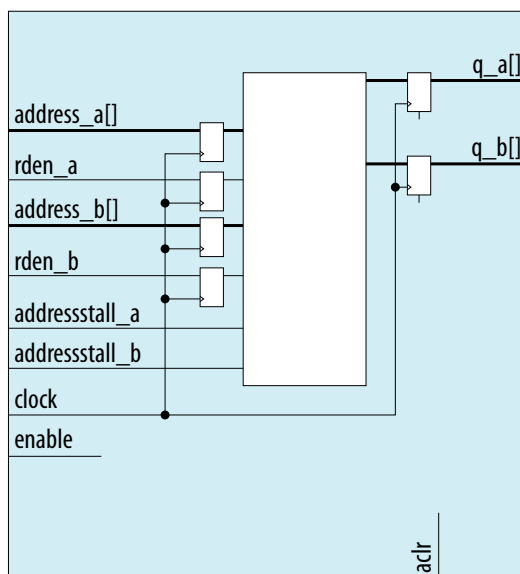 q_a[]
address_a[]
q_b[]
rden_a
address_b[]
rden_b
addressstall_a
addressstall_b
clock
enable
aclr